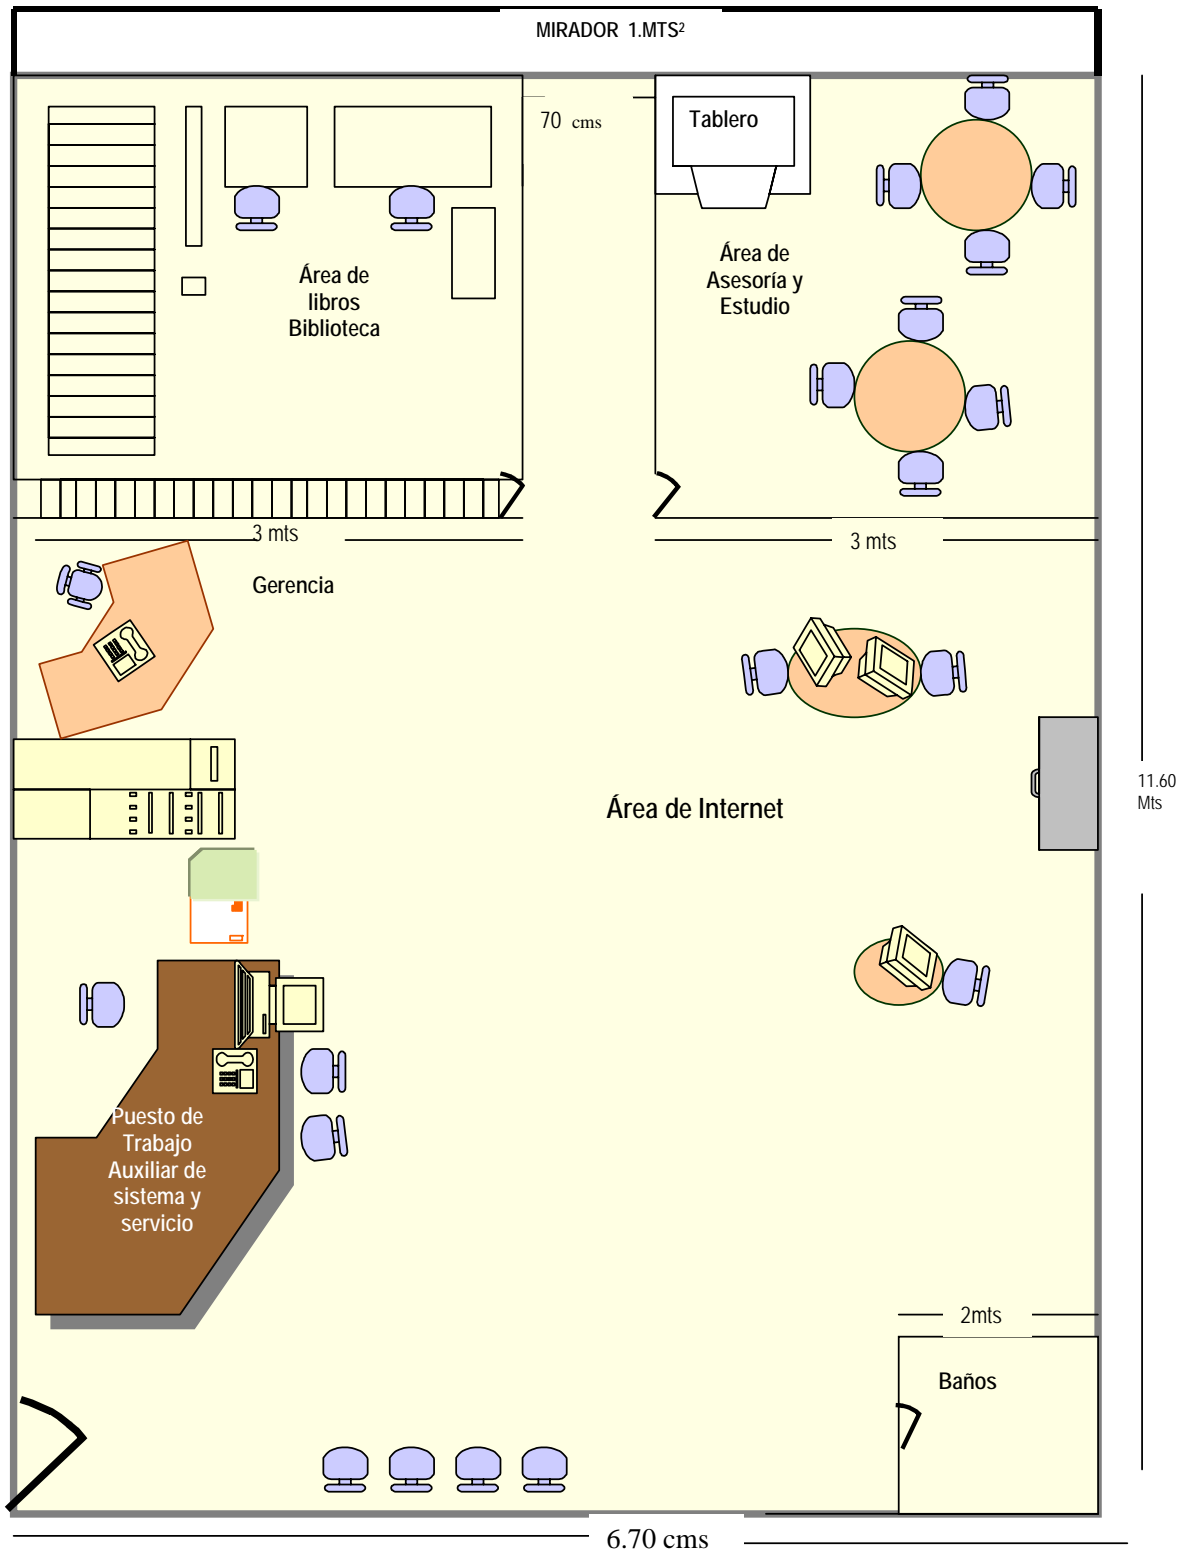 MIRADOR 1.MTS²
70 cms
Tablero
Área de
libros
Biblioteca
Área de
Asesoría y
Estudio
3 mts
3 mts
Gerencia
Área de Internet
11.60
Mts
Puesto de
Trabajo
Auxiliar de
sistema y
servicio
2mts
Baños
6.70 cms